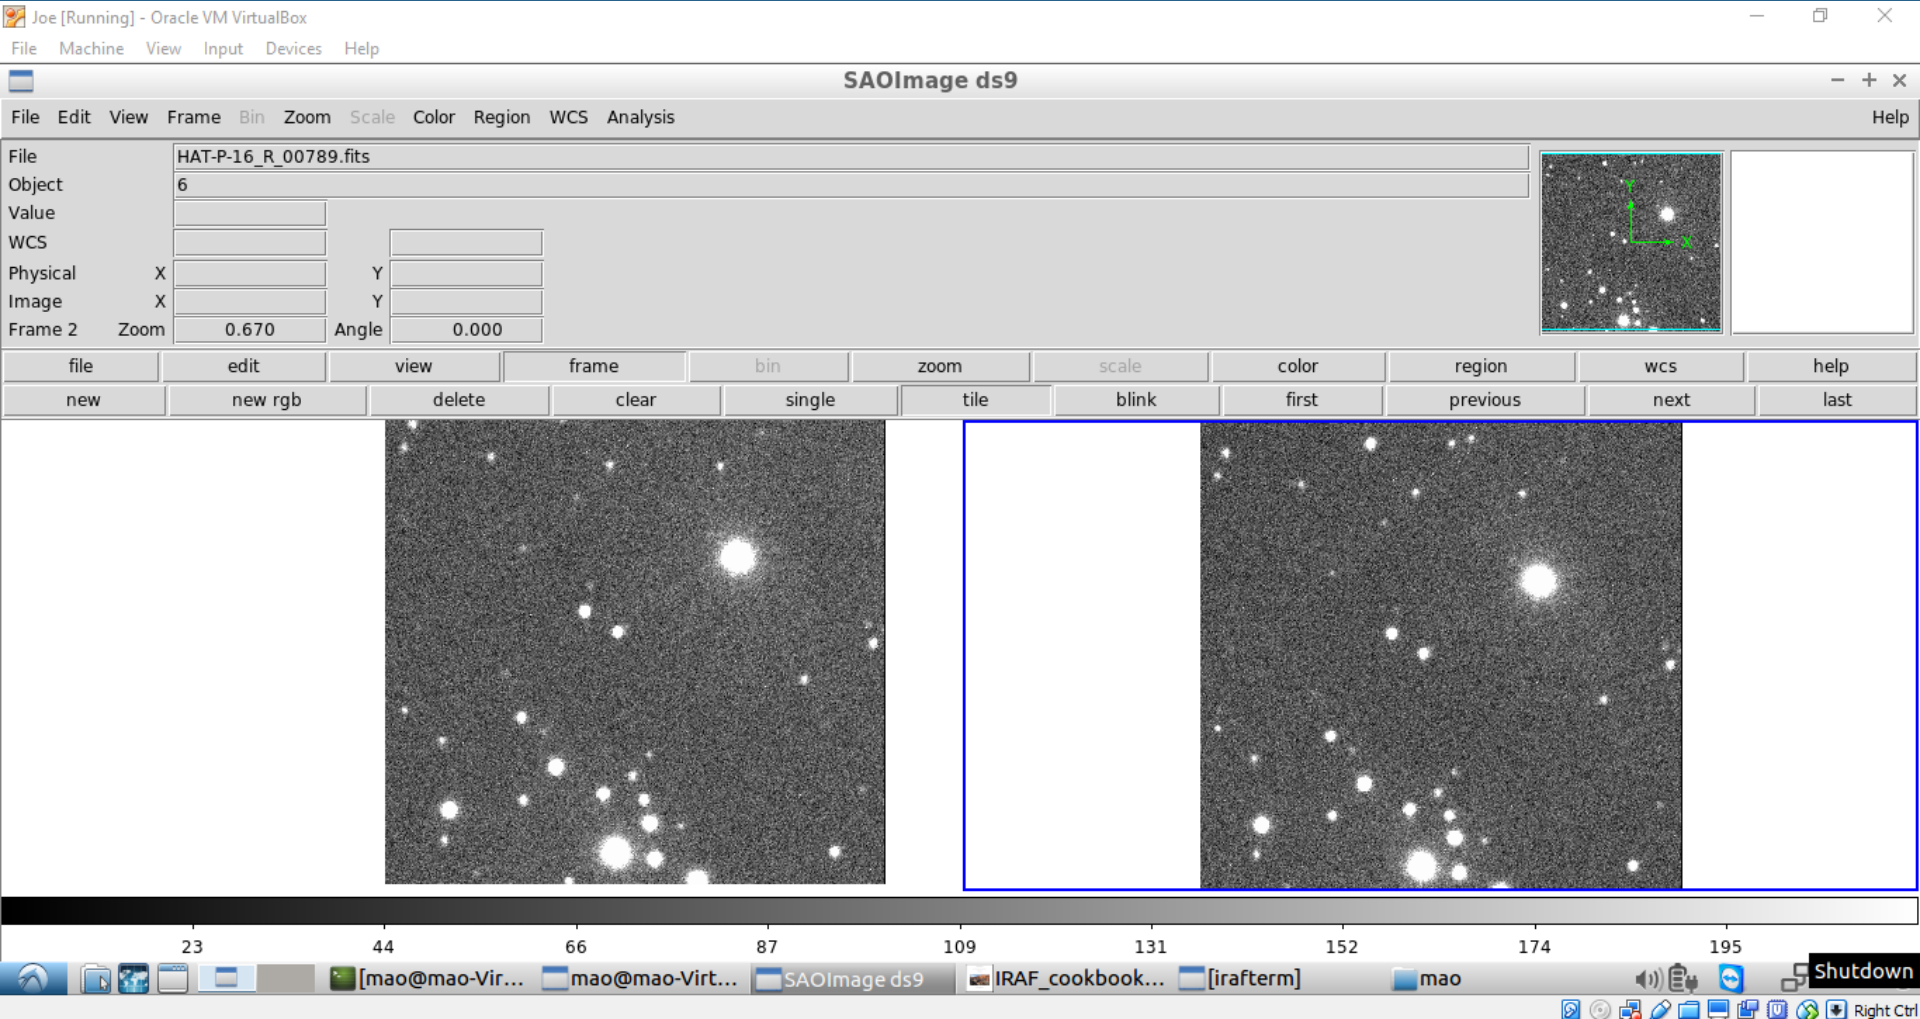 Joe [Running] - Oracle VM VirtualBox
File Machine View Input Devices Help
SAOImage ds9
File Edit View Frame Bin Zoom Scale Color Region WCS Analysis Help
File HAT-P-16_R_00789.fits
Object 6
Value
WCS
Physical X Y
Image X Y
Frame 2 Zoom 0.670 Angle 0.000
Y
X
file edit view frame bin zoom scale color region wcs help
new new rgb delete clear single tile blink first previous next last
23 44 66 87 109 131 152 174 195
[mao@mao-Vir... mao@mao-Virt... SAOImage ds9 IRAF_cookbook... [irafterm] mao Shutdown
Right Ctrl